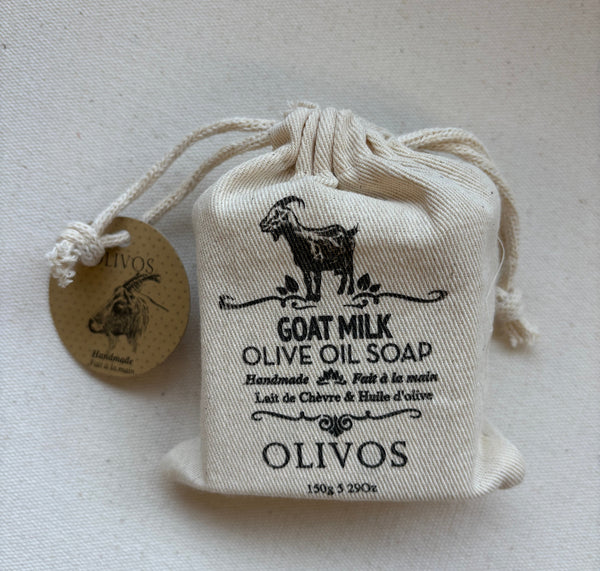 OLIVOS
Handmade
Fait à la main
GOAT MILK
OLIVE OIL SOAP
Handmade Fait à la main
Lait de Chèvre & Huile d'olive
OLIVOS
150g 5 29Oz